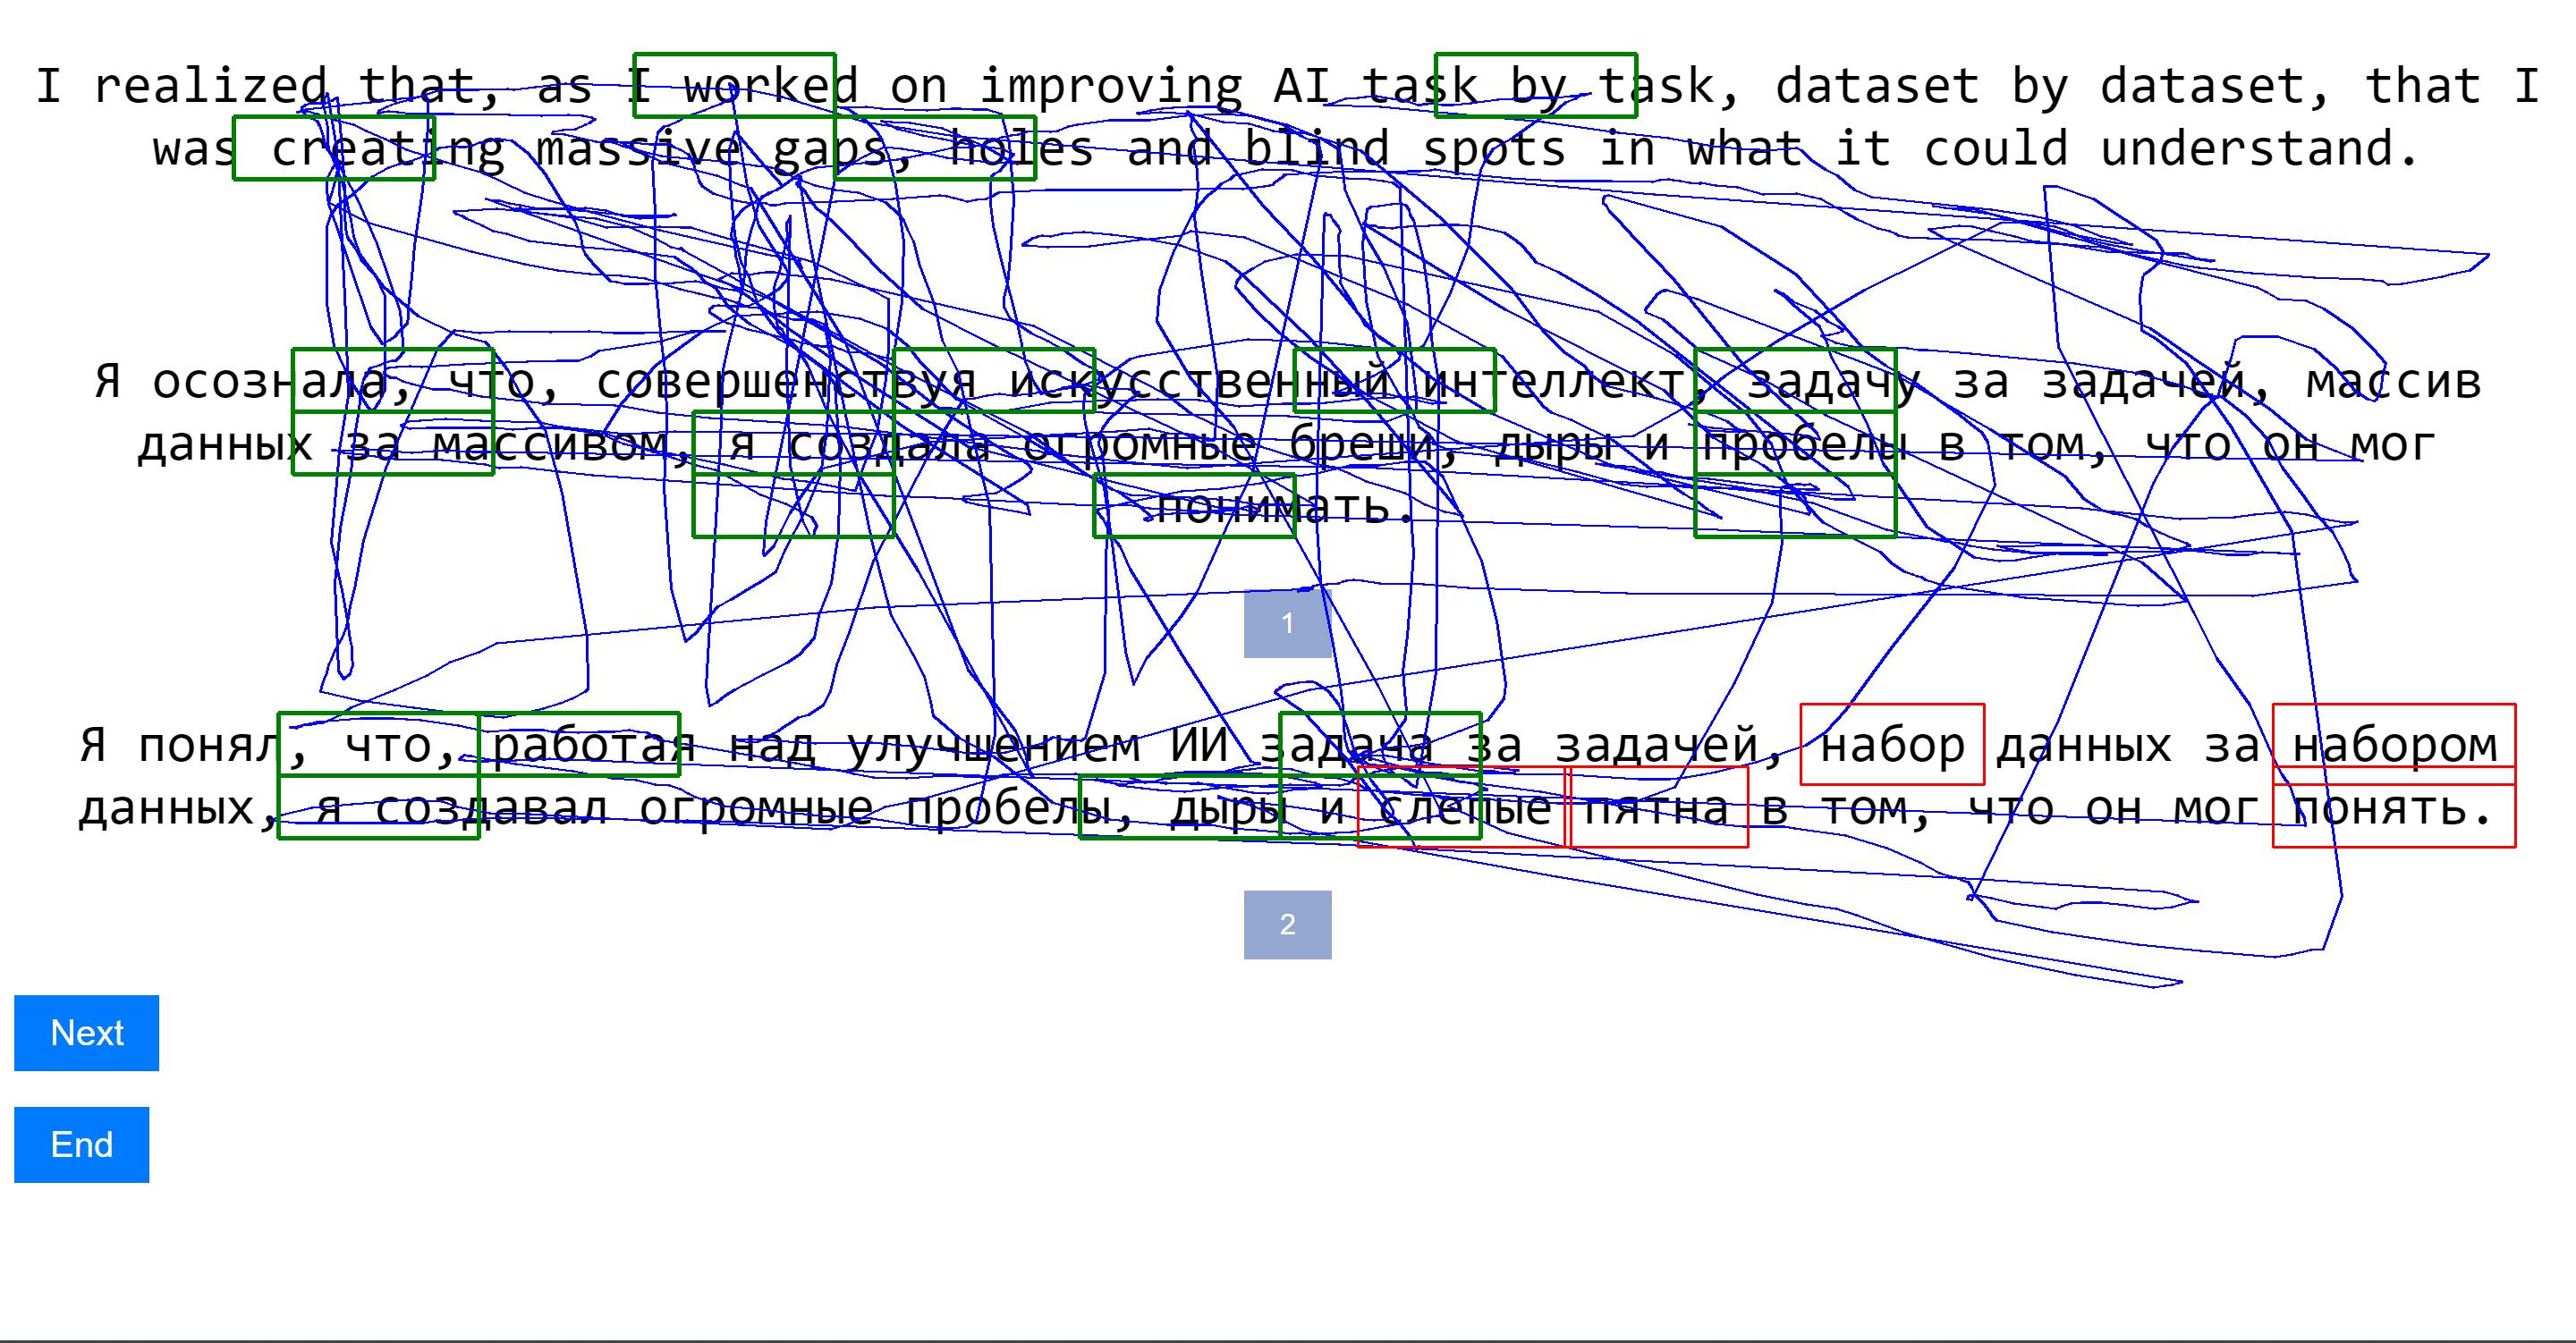 I realized that, as I worked on improving AI task by task, dataset by dataset, that I
was creating massive gaps, holes and blind spots in what it could understand.
Я осознала, что, совершенствуя искусственный интеллект, задачу за задачей, массив
данных за массивом, я создала огромные бреши, дыры и пробелы в том, что он мог
понимать.
1
Я понял, что, работая над улучшением ИИ задача за задачей, набор данных за набором
данных, я создавал огромные пробелы, дыры и слепые пятна в том, что он мог понять.
2
Next
End